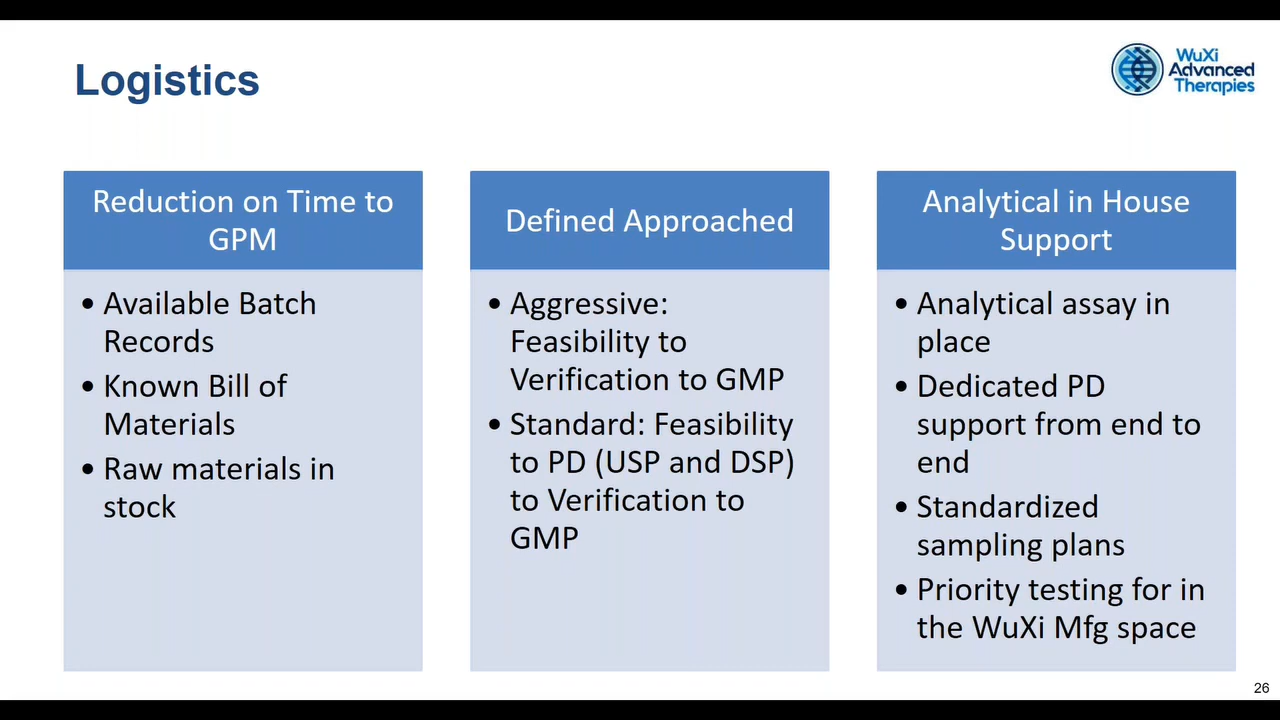 Logistics
WuXi
Advanced
Therapies
Reduction on Time to
GPM
• Available Batch
Records
• Known Bill of
Materials
• Raw materials in
stock
Defined Approached
• Aggressive:
Feasibility to
Verification to GMP
• Standard: Feasibility
to PD (USP and DSP)
to Verification to
GMP
Analytical in House
Support
• Analytical assay in
place
• Dedicated PD
support from end to
end
• Standardized
sampling plans
• Priority testing for in
the WuXi Mfg space
26